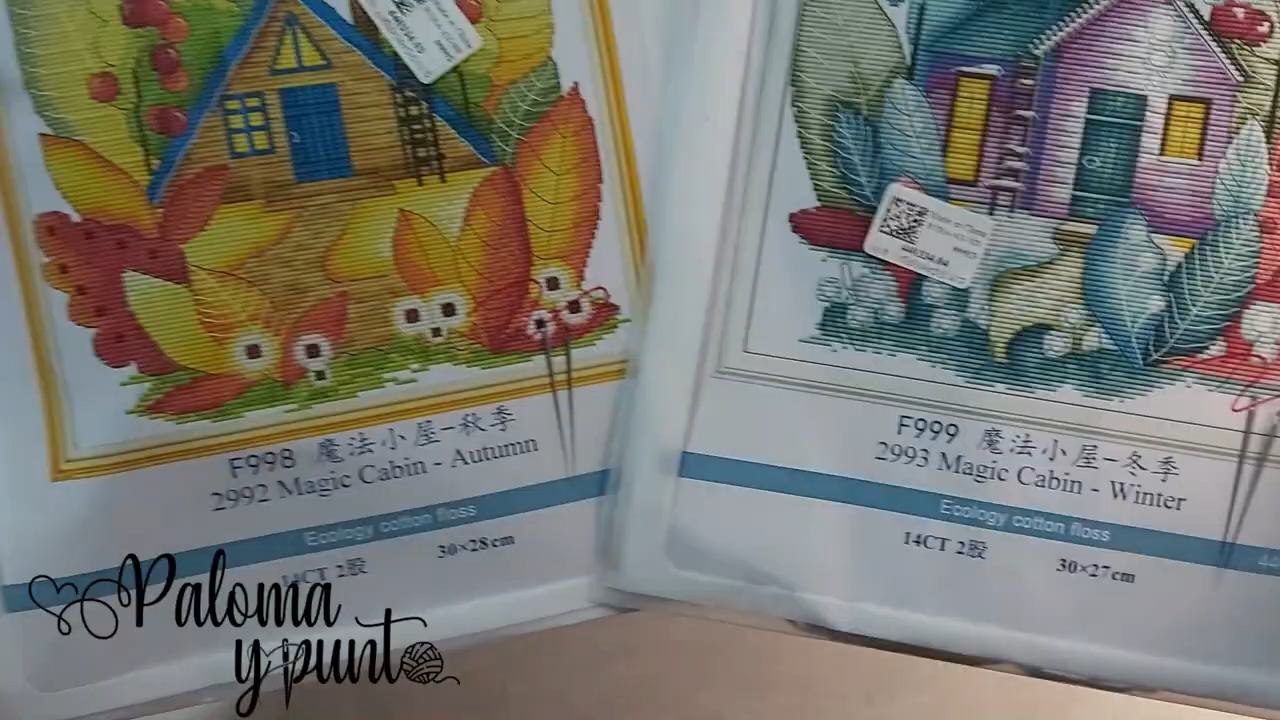 F998 魔法小屋-秋季
2992 Magic Cabin - Autumn
Ecology cotton floss
14CT 2股 30×28cm
F999 魔法小屋-冬季
2993 Magic Cabin - Winter
Ecology cotton floss
14CT 2股 30×27cm
Paloma
y punto